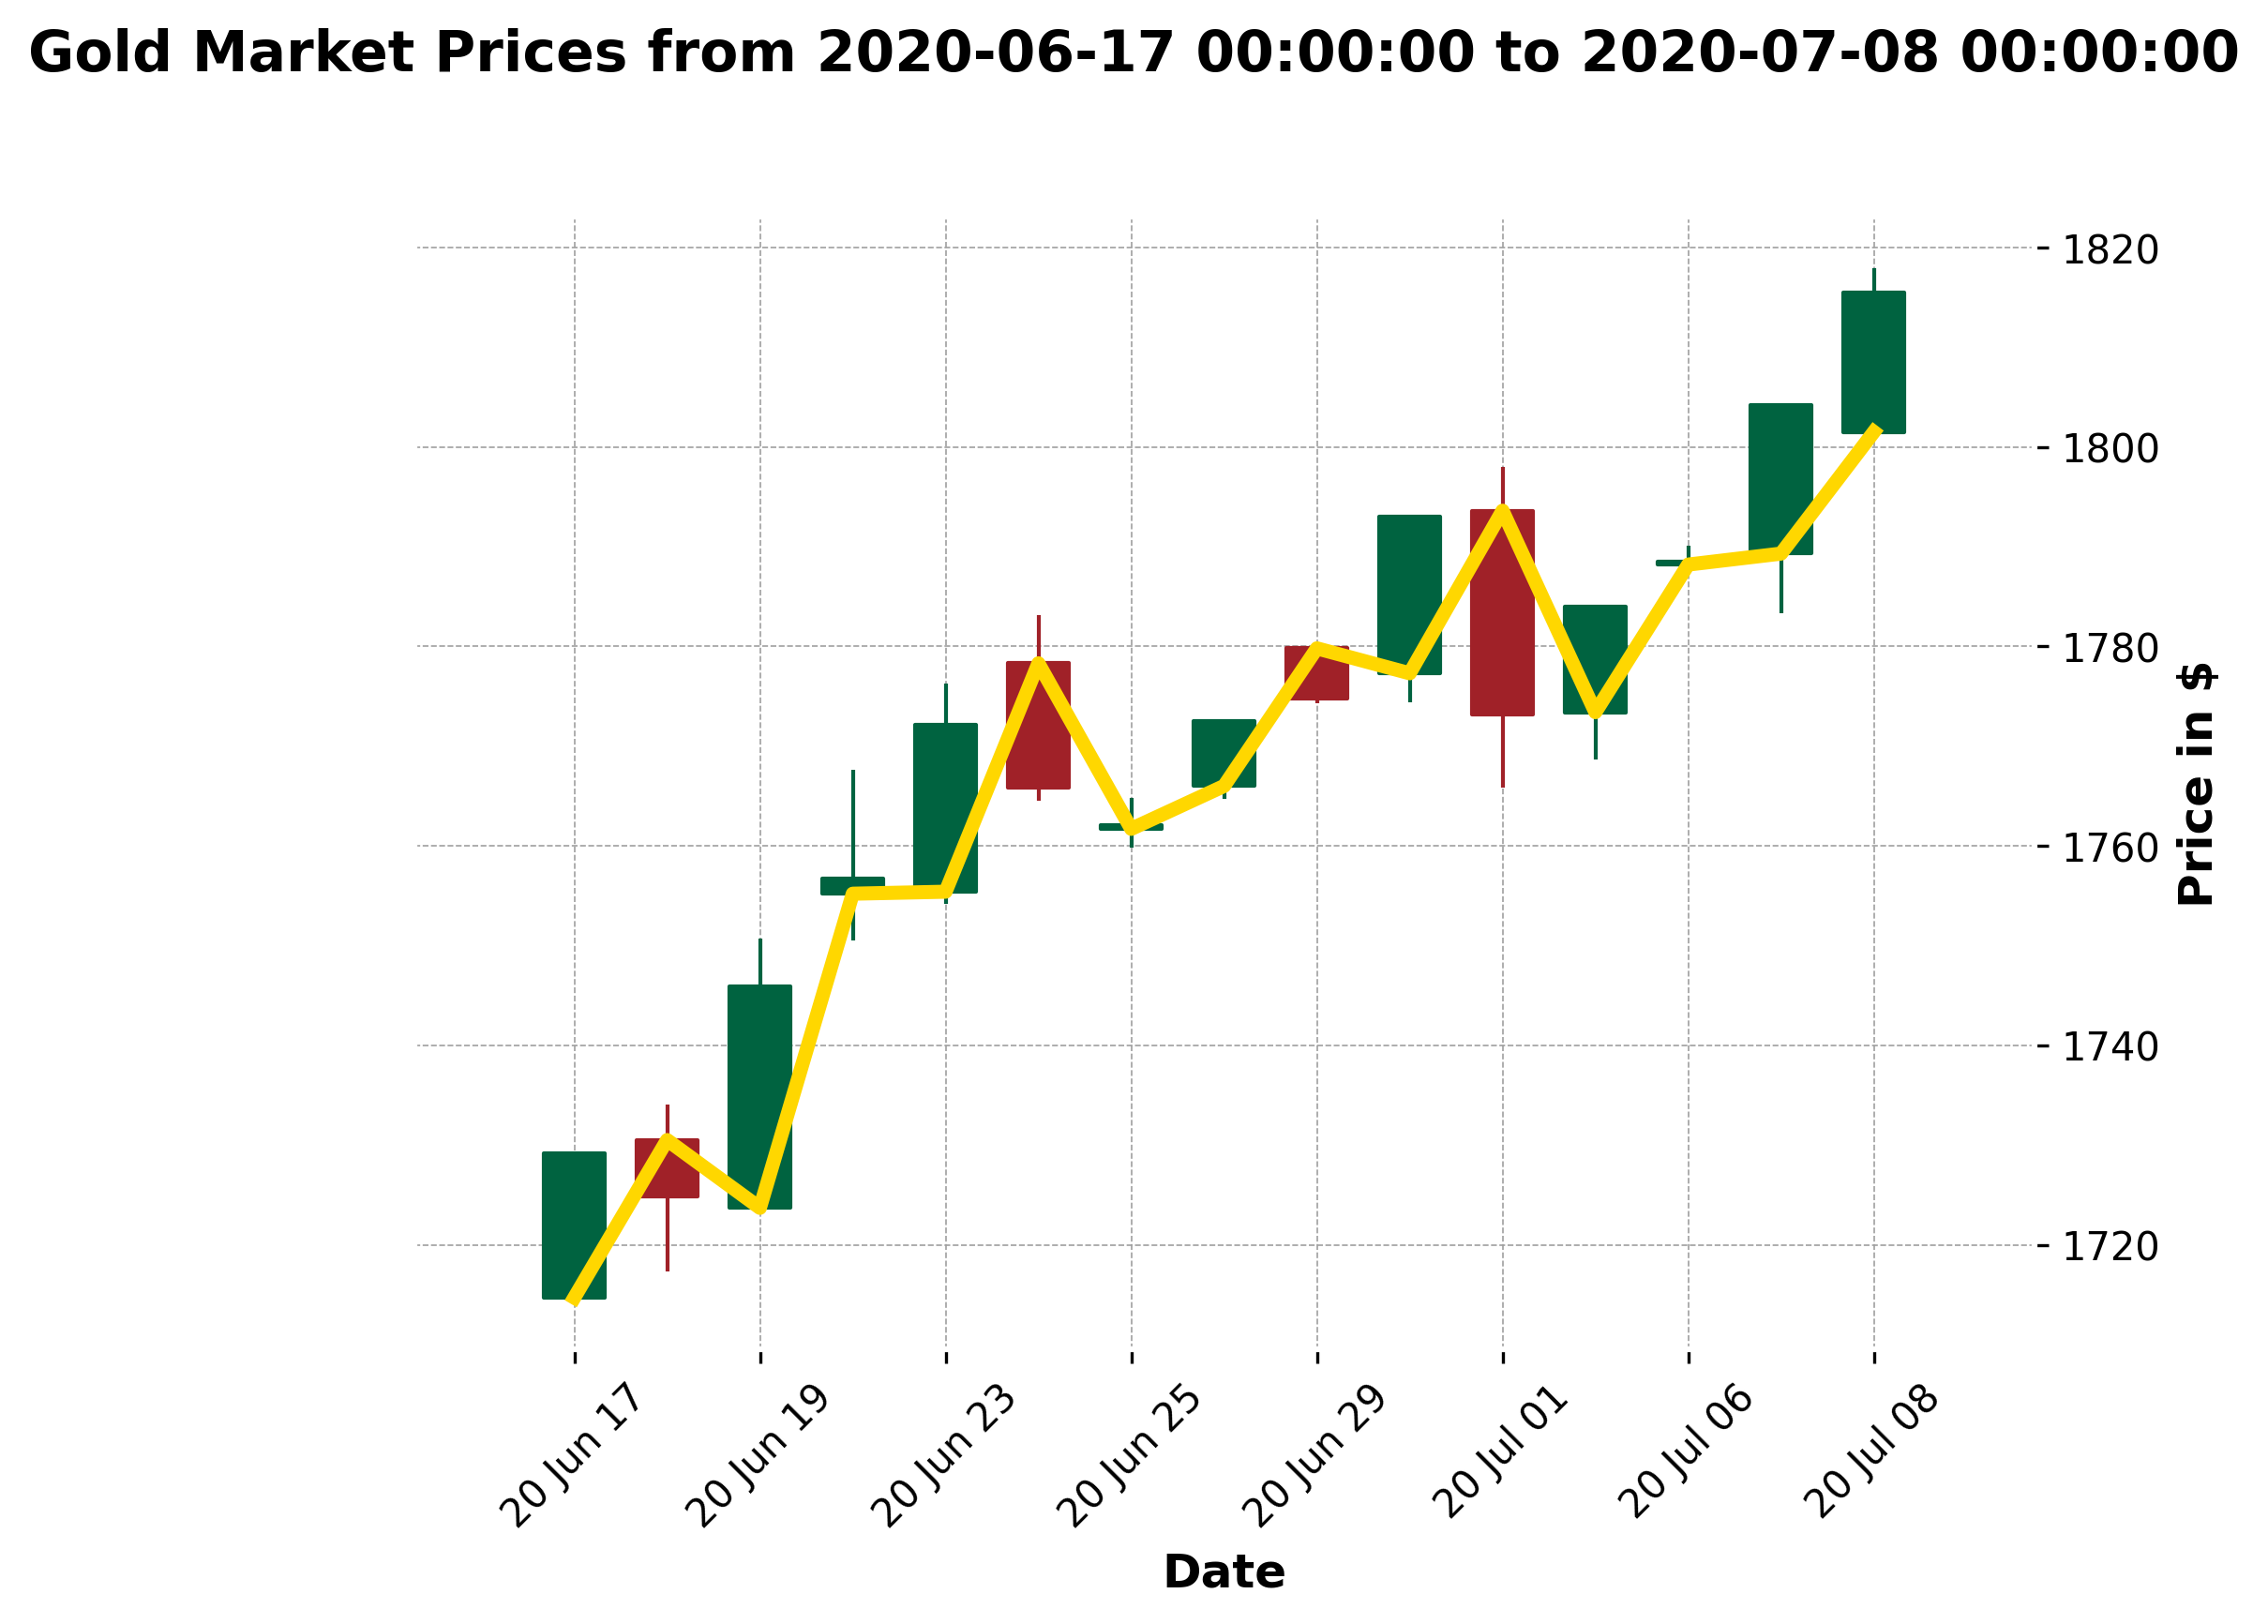 Gold Market Prices from 2020-06-17 00:00:00 to 2020-07-08 00:00:00
1820
1800
1780
1760
1740
1720
Price in $
20 Jun 17
20 Jun 19
20 Jun 23
20 Jun 25
20 Jun 29
20 Jul 01
20 Jul 06
20 Jul 08
Date